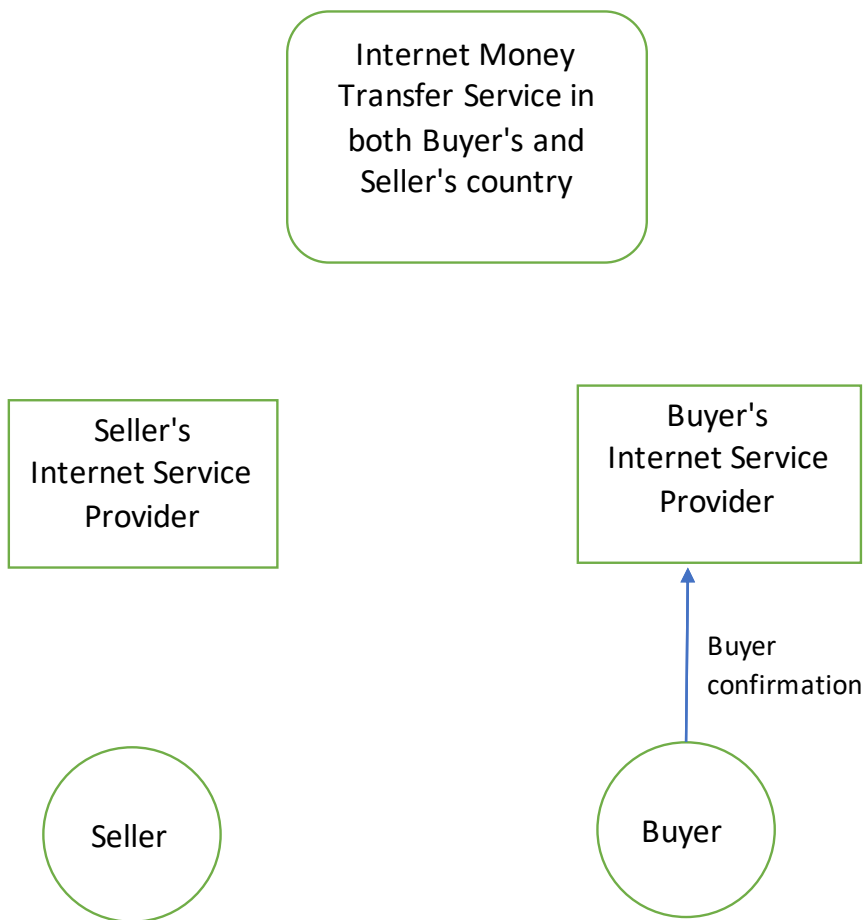 Internet Money
Transfer Service in
both Buyer's and
Seller's country
Seller's
Internet Service
Provider
Buyer's
Internet Service
Provider
Buyer
confirmation
Seller
Buyer